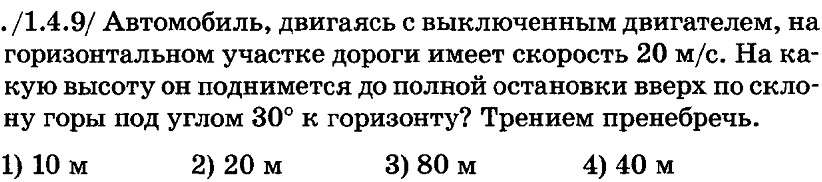 ./1.4.9/ Автомобиль, двигаясь с выключенным двигателем, на
горизонтальном участке дороги имеет скорость 20 м/с. На ка-
кую высоту он поднимется до полной остановки вверх по скло-
ну горы под углом 30° к горизонту? Трением пренебречь.
1) 10 м 2) 20 м 3) 80 м 4) 40 м